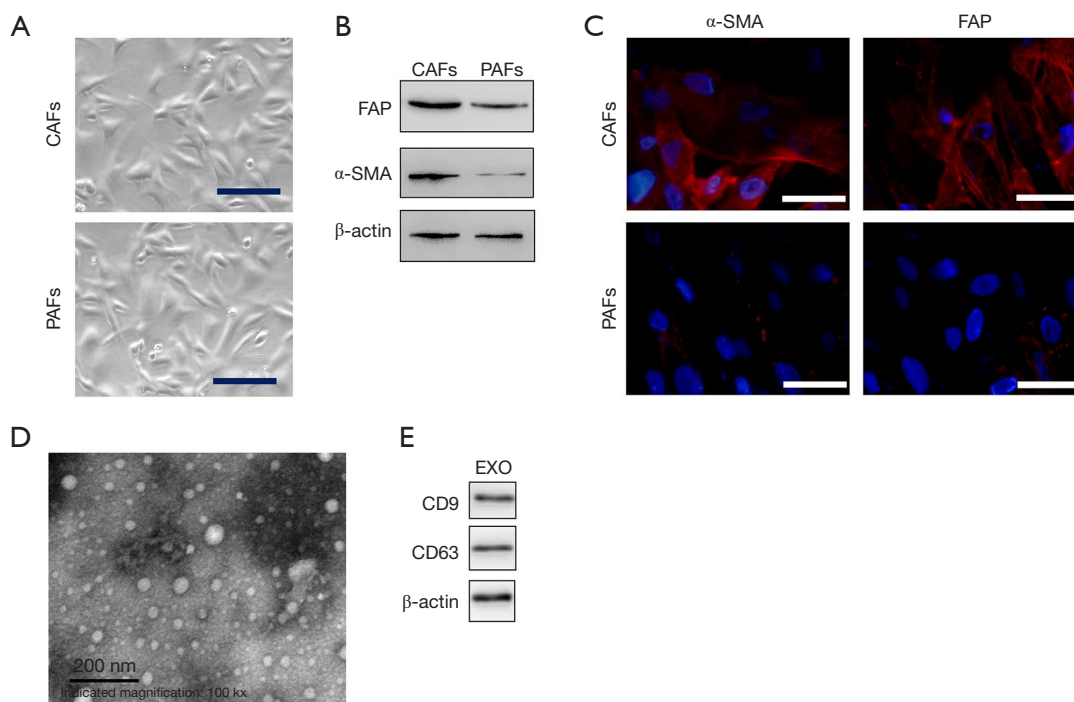 A
CAFs
PAFs
B
CAFs PAFs
FAP
α-SMA
β-actin
C
α-SMA FAP
CAFs
PAFs
D
200 nm
Indicated magnification: 100 kx
E
EXO
CD9
CD63
β-actin